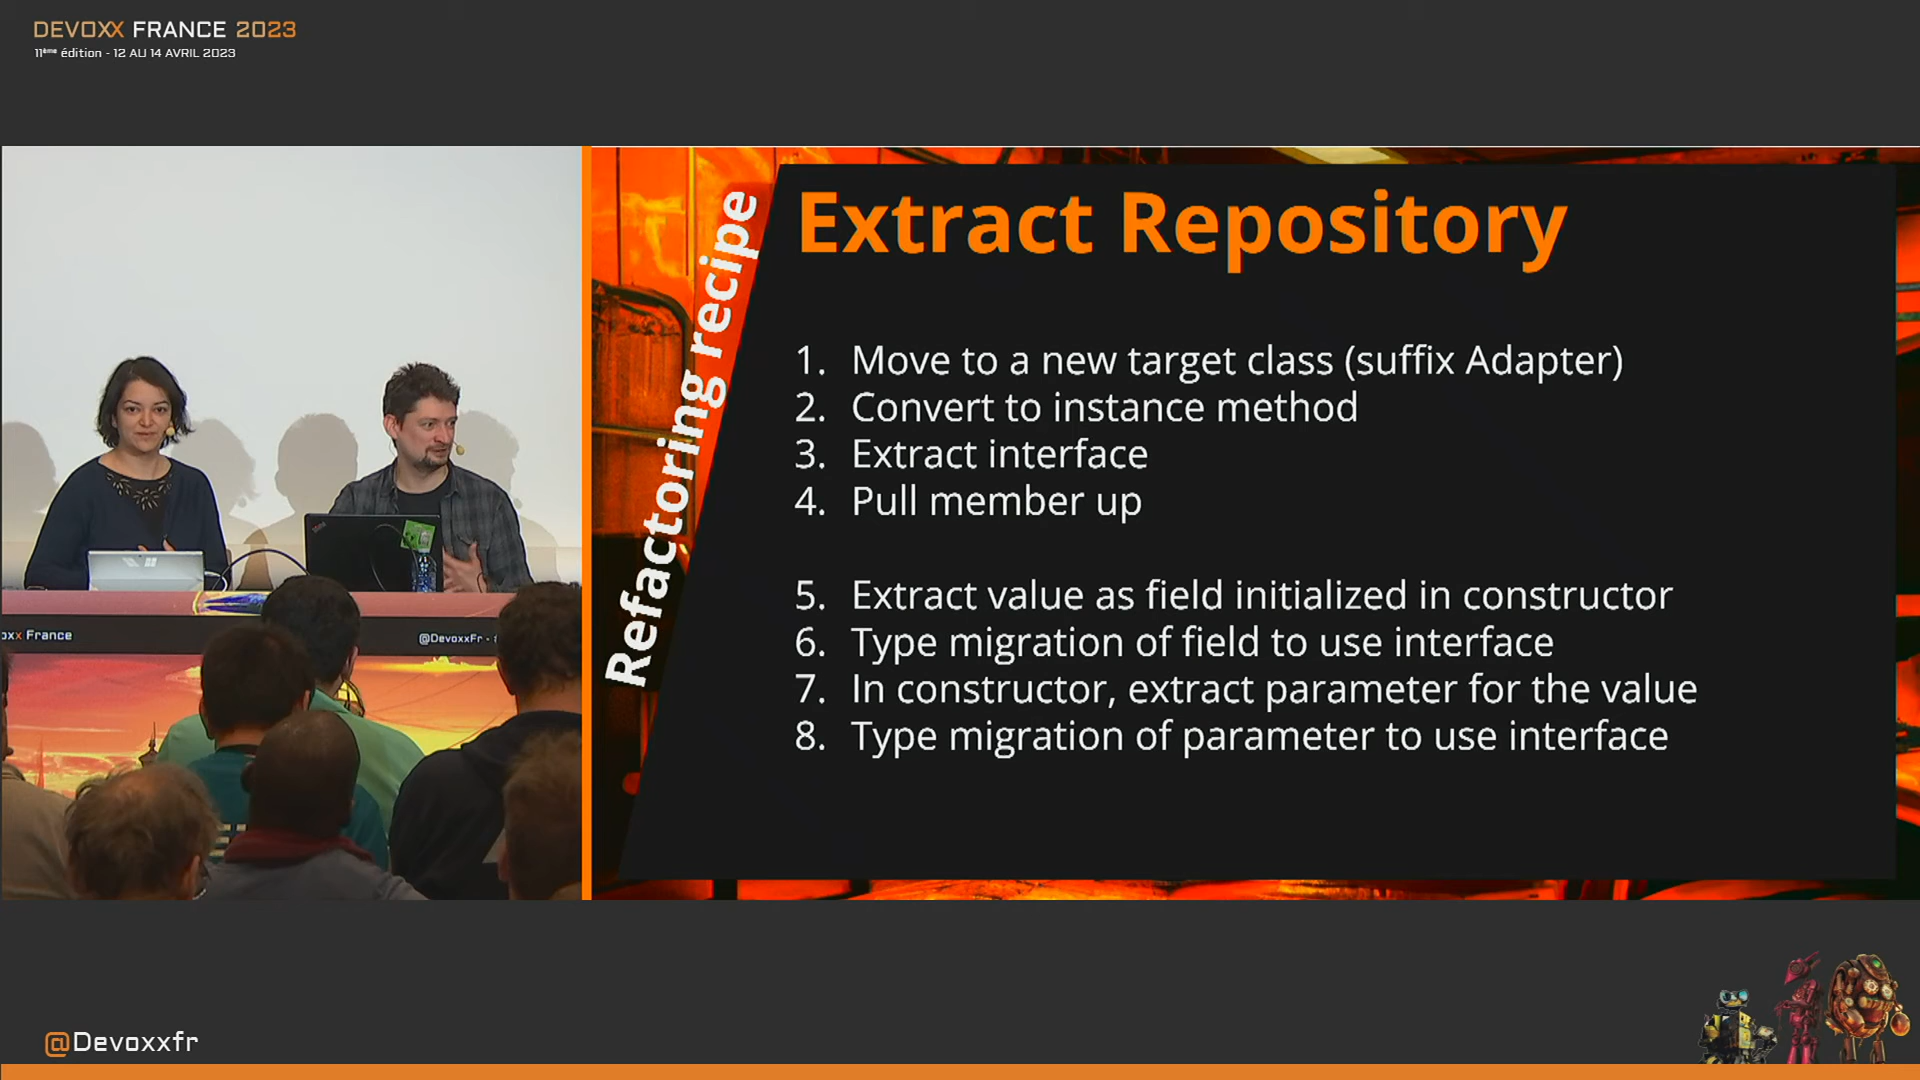 DEVOXX FRANCE 2023
11ème édition - 12 AU 14 AVRIL 2023
Refactoring recipe
Extract Repository
1. Move to a new target class (suffix Adapter)
2. Convert to instance method
3. Extract interface
4. Pull member up
5. Extract value as field initialized in constructor
6. Type migration of field to use interface
7. In constructor, extract parameter for the value
8. Type migration of parameter to use interface
oxx France
@DevoxxFr -
@Devoxxfr